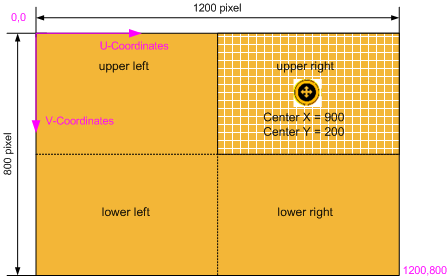 0,0
1200 pixel
U-Coordinates
upper left
upper right
V-Coordinates
Center X = 900
Center Y = 200
800 pixel
lower left
lower right
1200,800